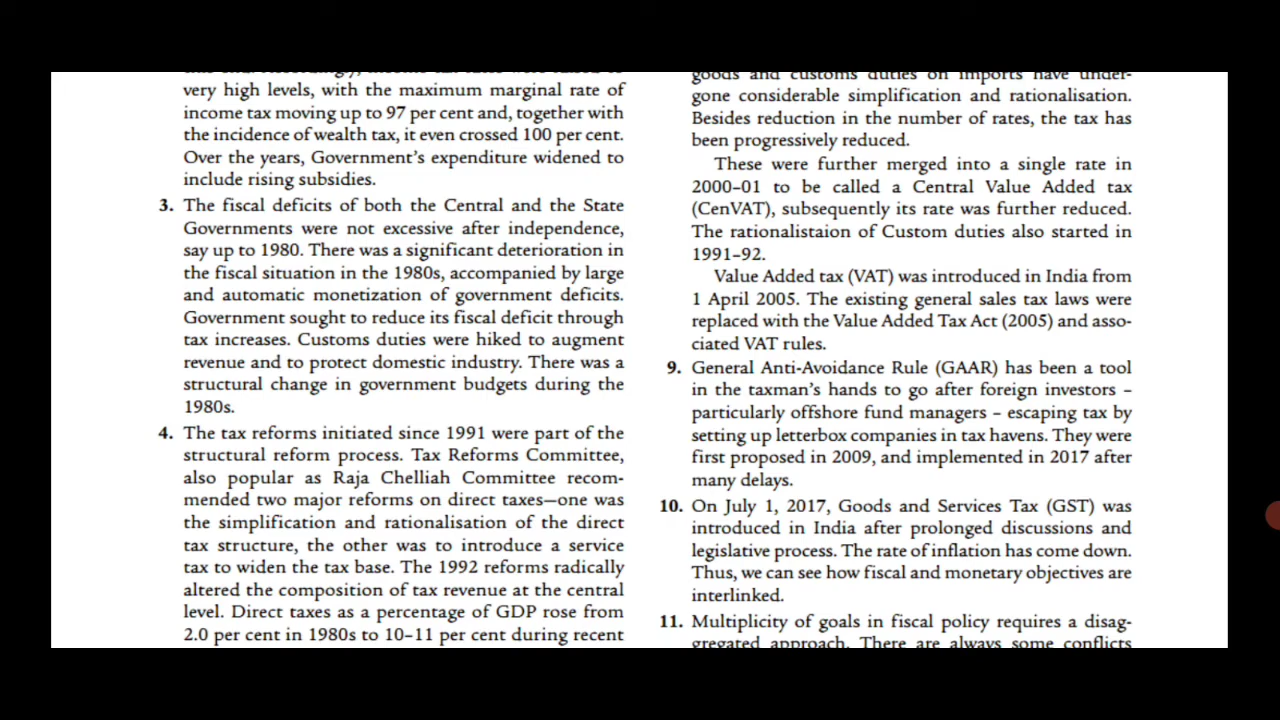 very high levels, with the maximum marginal rate of
income tax moving up to 97 per cent and, together with
the incidence of wealth tax, it even crossed 100 per cent.
Over the years, Government's expenditure widened to
include rising subsidies.
3. The fiscal deficits of both the Central and the State
Governments were not excessive after independence,
say up to 1980. There was a significant deterioration in
the fiscal situation in the 1980s, accompanied by large
and automatic monetization of government deficits.
Government sought to reduce its fiscal deficit through
tax increases. Customs duties were hiked to augment
revenue and to protect domestic industry. There was a
structural change in government budgets during the
1980s.
4. The tax reforms initiated since 1991 were part of the
structural reform process. Tax Reforms Committee,
also popular as Raja Chelliah Committee recom-
mended two major reforms on direct taxes—one was
the simplification and rationalisation of the direct
tax structure, the other was to introduce a service
tax to widen the tax base. The 1992 reforms radically
altered the composition of tax revenue at the central
level. Direct taxes as a percentage of GDP rose from
2.0 per cent in 1980s to 10–11 per cent during recent
goods and customs duties on imports have under-
gone considerable simplification and rationalisation.
Besides reduction in the number of rates, the tax has
been progressively reduced.
These were further merged into a single rate in
2000–01 to be called a Central Value Added tax
(CenVAT), subsequently its rate was further reduced.
The rationalistaion of Custom duties also started in
1991–92.
Value Added tax (VAT) was introduced in India from
1 April 2005. The existing general sales tax laws were
replaced with the Value Added Tax Act (2005) and asso-
ciated VAT rules.
9. General Anti-Avoidance Rule (GAAR) has been a tool
in the taxman's hands to go after foreign investors –
particularly offshore fund managers – escaping tax by
setting up letterbox companies in tax havens. They were
first proposed in 2009, and implemented in 2017 after
many delays.
10. On July 1, 2017, Goods and Services Tax (GST) was
introduced in India after prolonged discussions and
legislative process. The rate of inflation has come down.
Thus, we can see how fiscal and monetary objectives are
interlinked.
11. Multiplicity of goals in fiscal policy requires a disag-
gregated approach. There are always some conflicts